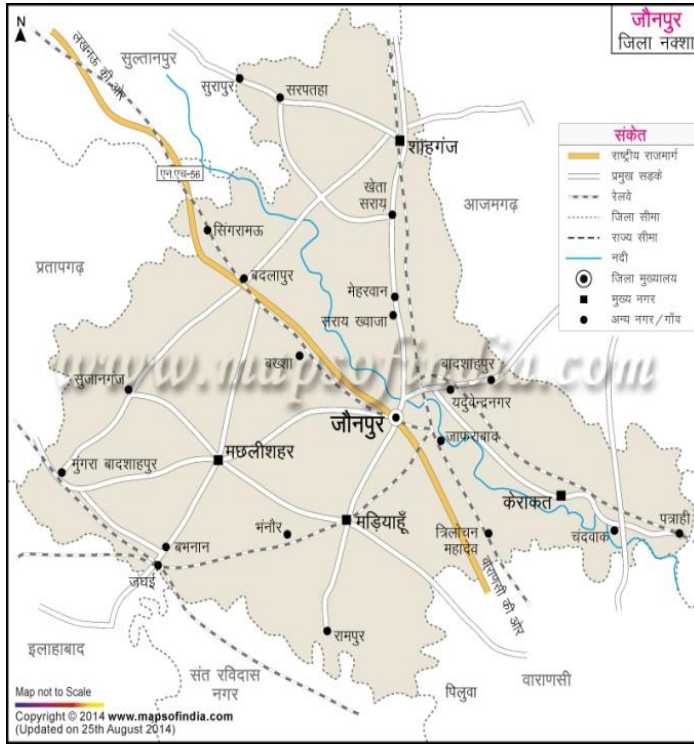 जौनपुर
जिला नक्शा
N
लखनऊ की ओर
सुल्तानपुर
सुरापुर
सरपतहा
शाहगंज
एन.एच-56
खेता
सराय
आजमगढ़
सिंगरामऊ
प्रतापगढ़
बदलापुर
मेहरवान
सराय ख्वाजा
संकेत
राष्ट्रीय राजमार्ग
प्रमुख सड़कें
रेलवे
जिला सीमा
राज्य सीमा
नदी
जिला मुख्यालय
मुख्य नगर
अन्य नगर/गाँव
www.mapsofindia.com
बख्शा
बादशाहपुर
सुजानगंज
यदुवेन्द्रनगर
जौनपुर
जाफराबाद
मछलीशहर
मुंगरा बादशाहपुर
केराकत
पत्राही
मड़ियाहूँ
भंनौर
त्रिलोचन
महादेव
चंदवाक
बमनान
जंघई
वाराणसी की ओर
रामपुर
इलाहाबाद
संत रविदास
नगर
पिलुवा
वाराणसी
Map not to Scale
Copyright © 2014 www.mapsofindia.com
(Updated on 25th August 2014)